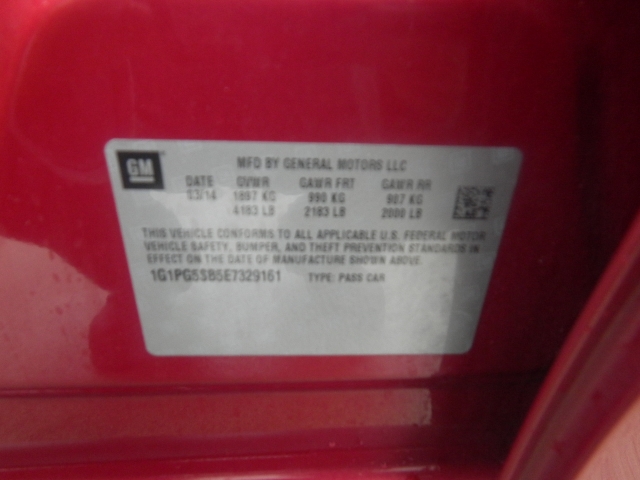 GM
MFD BY GENERAL MOTORS LLC
DATE GVWR GAWR FRT GAWR RR
03/14 1897 KG 990 KG 907 KG
4183 LB 2183 LB 2000 LB
THIS VEHICLE CONFORMS TO ALL APPLICABLE U.S. FEDERAL MOTOR
VEHICLE SAFETY, BUMPER, AND THEFT PREVENTION STANDARDS IN
EFFECT ON THE DATE OF MANUFACTURE SHOWN ABOVE.
1G1PG5SB5E7329161 TYPE: PASS CAR